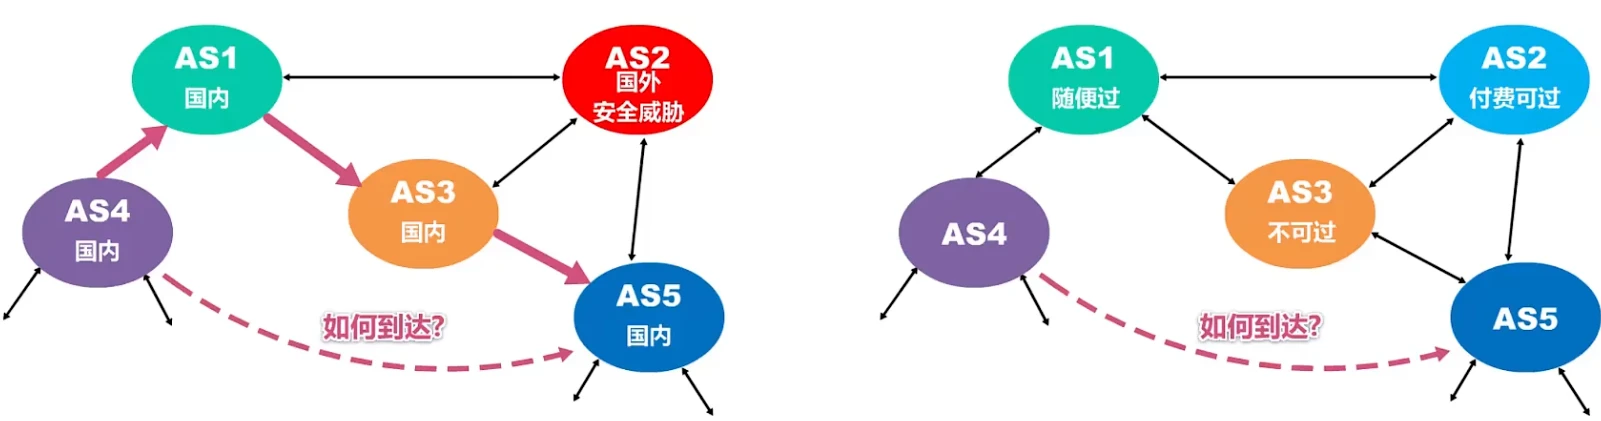 AS1
国内
AS2
国外
安全威胁
AS3
国内
AS4
国内
AS5
国内
如何到达?
AS1
随便过
AS2
付费可过
AS3
不可过
AS4
AS5
如何到达?